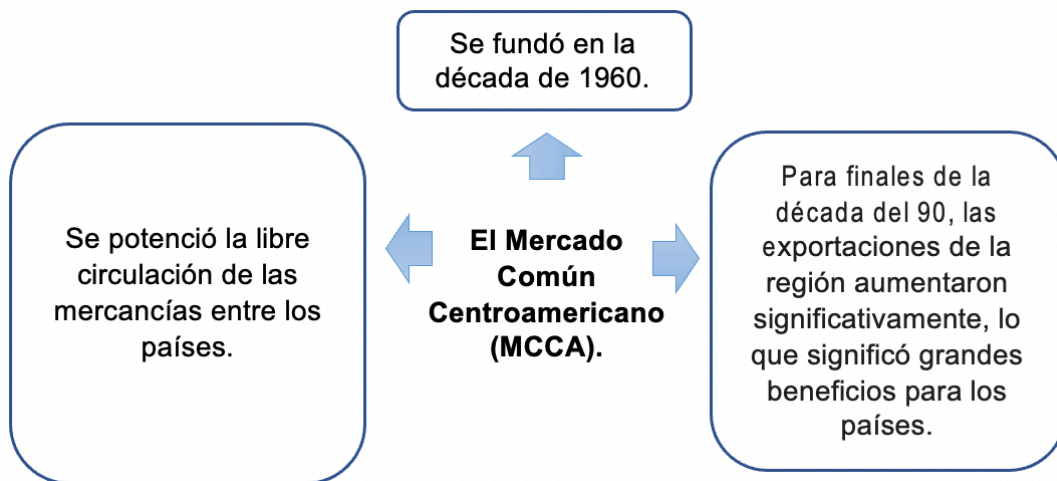 Se fundó en la
década de 1960.
Se potenció la libre
circulación de las
mercancías entre los
países.
El Mercado
Común
Centroamericano
(MCCA).
Para finales de la
década del 90, las
exportaciones de la
región aumentaron
significativamente, lo
que significó grandes
beneficios para los
países.